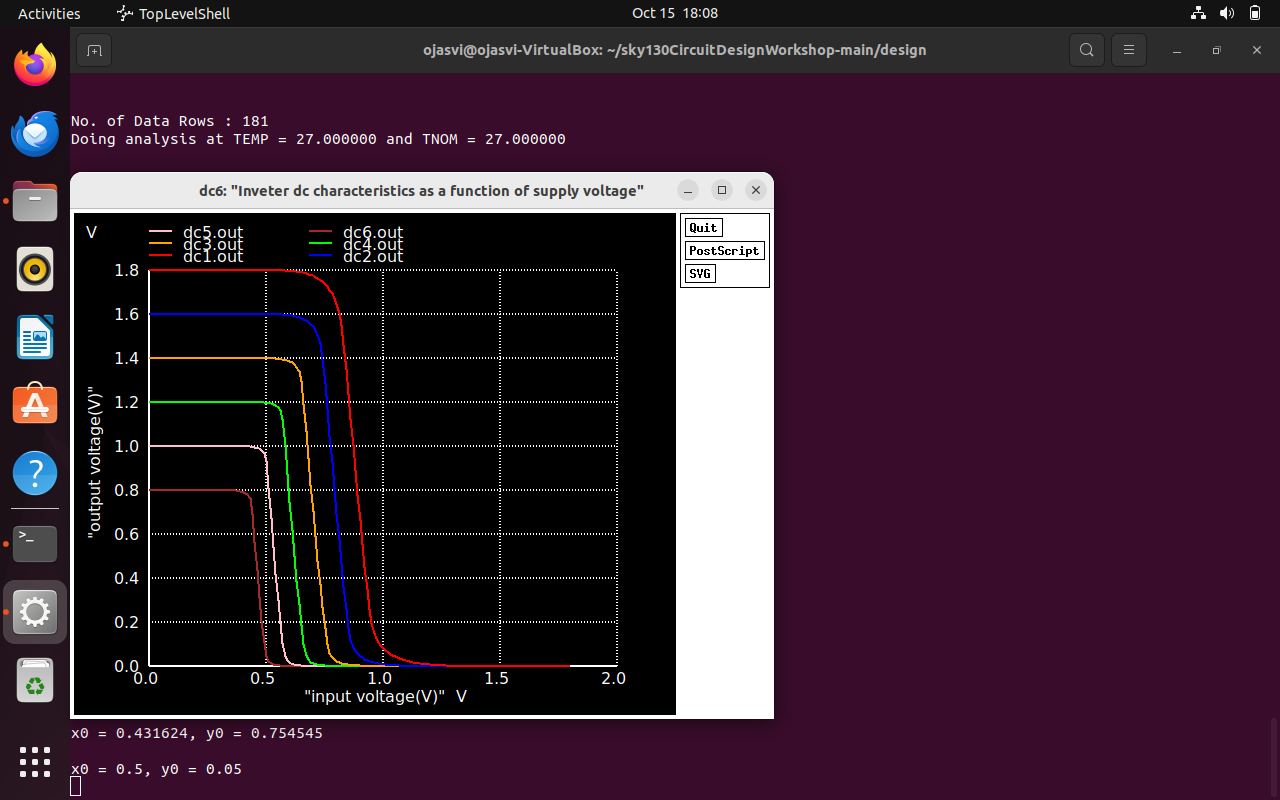 Activities TopLevelShell Oct 15 18:08
ojasvi@ojasvi-VirtualBox: ~/sky130CircuitDesignWorkshop-main/design
No. of Data Rows : 181
Doing analysis at TEMP = 27.000000 and TNOM = 27.000000
dc6: "Inveter dc characteristics as a function of supply voltage"
V
dc5.out dc6.out
dc3.out dc4.out
dc1.out dc2.out
Quit
PostScript
SVG
1.8
1.6
1.4
1.2
1.0
0.8
0.6
0.4
0.2
0.0
"output voltage(V)"
0.0 0.5 1.0 1.5 2.0
"input voltage(V)" V
x0 = 0.431624, y0 = 0.754545
x0 = 0.5, y0 = 0.05